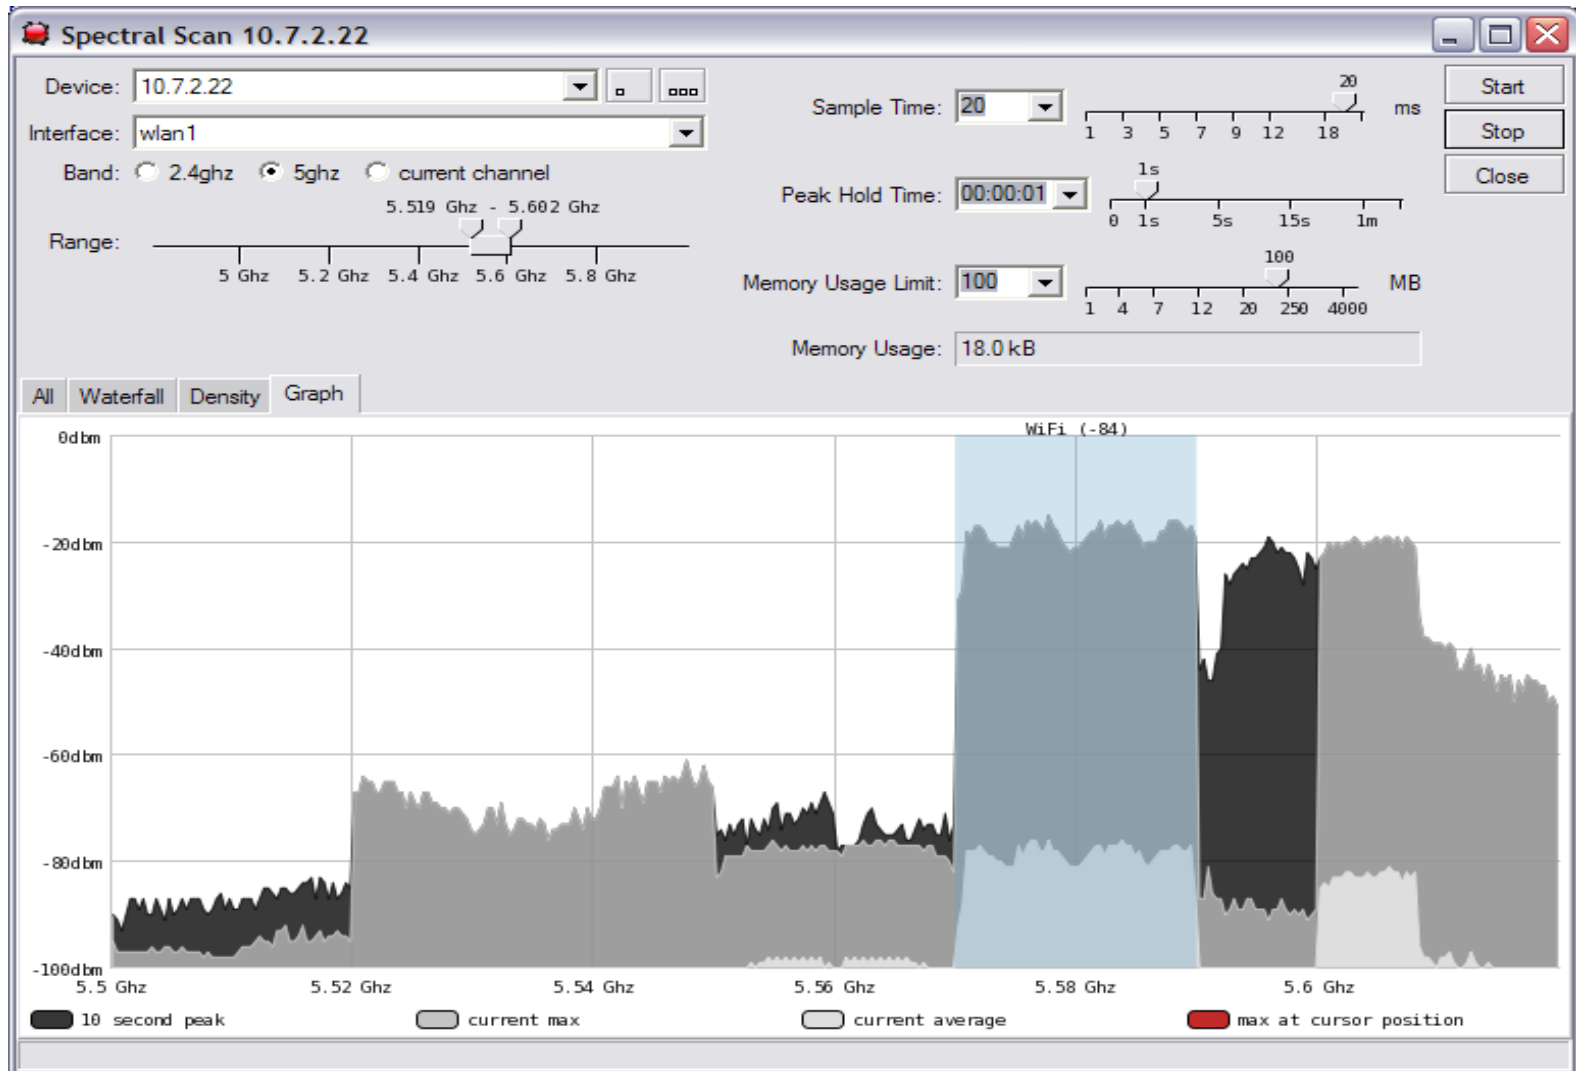 Spectral Scan 10.7.2.22
Device: 10.7.2.22
Interface: wlan1
Band: 2.4ghz 5ghz current channel
5.519 Ghz - 5.602 Ghz
Range:
5 Ghz 5.2 Ghz 5.4 Ghz 5.6 Ghz 5.8 Ghz
20
Sample Time: 20 ms
1 3 5 7 9 12 18
1s
Peak Hold Time: 00:00:01
0 1s 5s 15s 1m
100
Memory Usage Limit: 100 MB
1 4 7 12 20 250 4000
Memory Usage: 18.0 kB
Start
Stop
Close
All Waterfall Density Graph
WiFi (-84)
0dbm
-20dbm
-40dbm
-60dbm
-80dbm
-100dbm
5.5 Ghz 5.52 Ghz 5.54 Ghz 5.56 Ghz 5.58 Ghz 5.6 Ghz
10 second peak current max current average max at cursor position